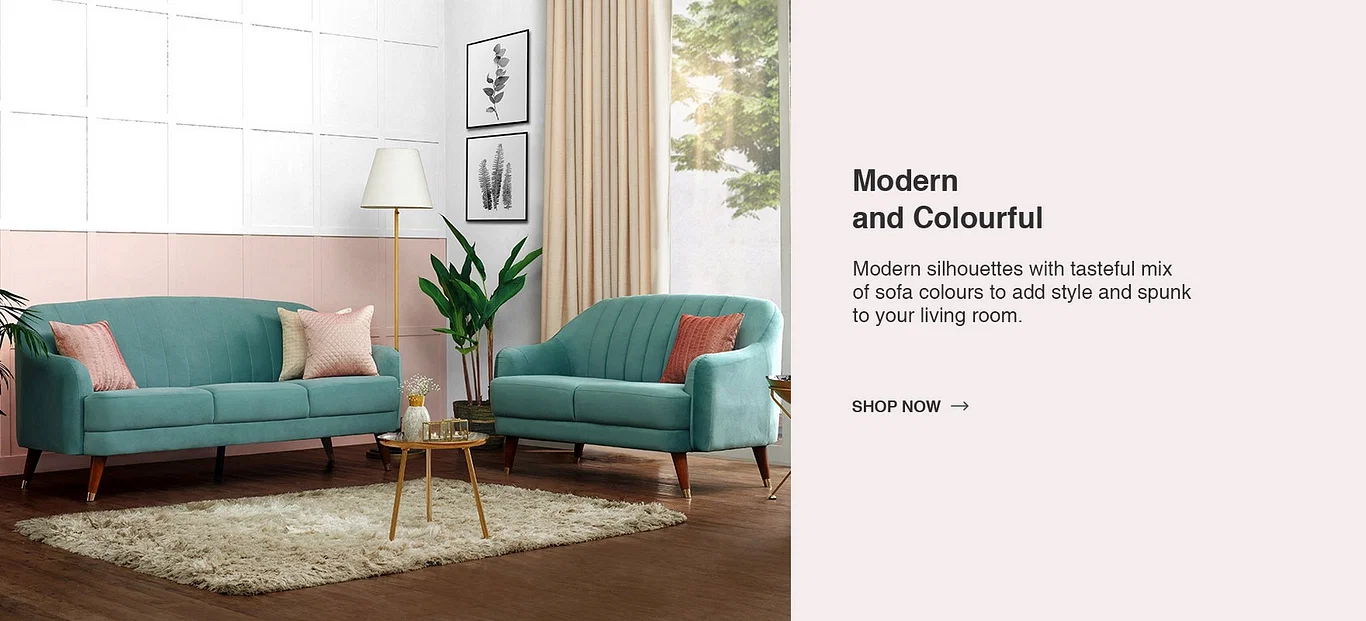 Modern
and Colourful
Modern silhouettes with tasteful mix
of sofa colours to add style and spunk
to your living room.
SHOP NOW →